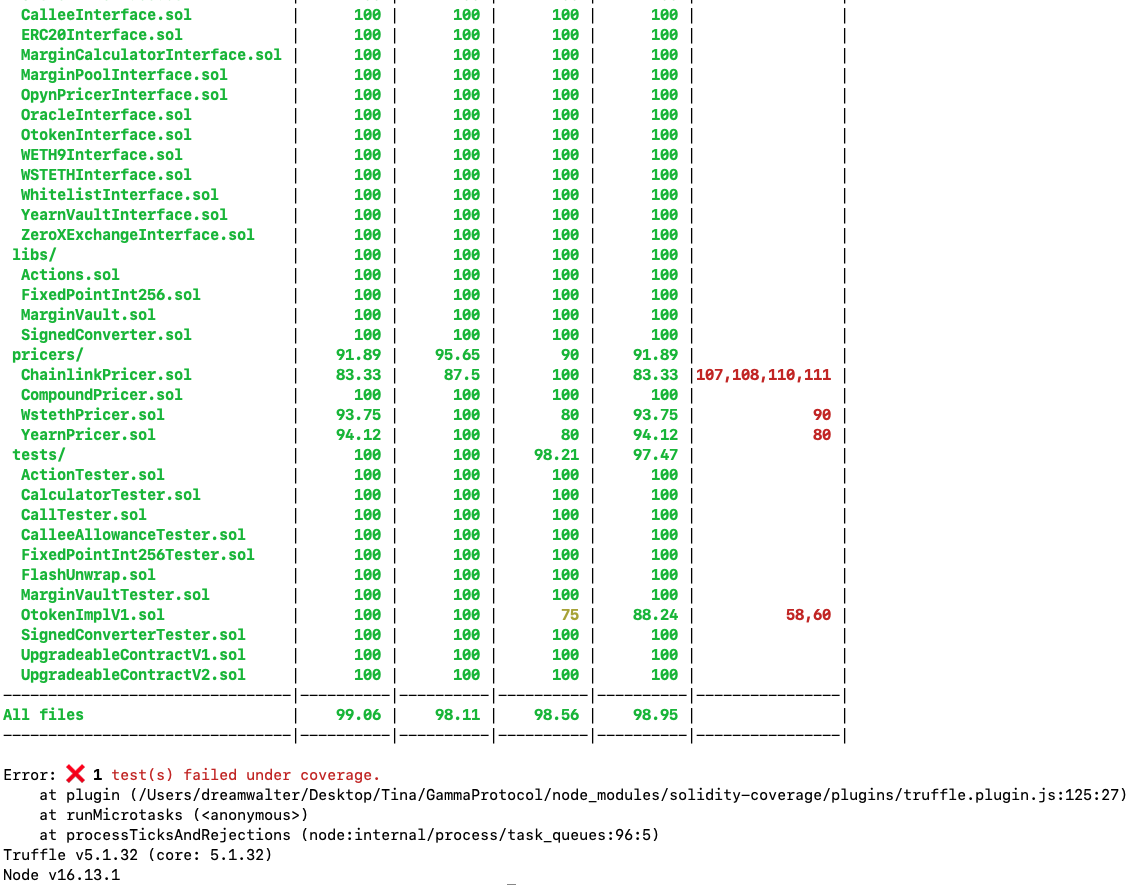 CalleeInterface.sol | 100 | 100 | 100 | 100 | |
ERC20Interface.sol | 100 | 100 | 100 | 100 | |
MarginCalculatorInterface.sol | 100 | 100 | 100 | 100 | |
MarginPoolInterface.sol | 100 | 100 | 100 | 100 | |
OpynPricerInterface.sol | 100 | 100 | 100 | 100 | |
OracleInterface.sol | 100 | 100 | 100 | 100 | |
OtokenInterface.sol | 100 | 100 | 100 | 100 | |
WETH9Interface.sol | 100 | 100 | 100 | 100 | |
WSTETHInterface.sol | 100 | 100 | 100 | 100 | |
WhitelistInterface.sol | 100 | 100 | 100 | 100 | |
YearnVaultInterface.sol | 100 | 100 | 100 | 100 | |
ZeroXExchangeInterface.sol | 100 | 100 | 100 | 100 | |
libs/ | 100 | 100 | 100 | 100 | |
Actions.sol | 100 | 100 | 100 | 100 | |
FixedPointInt256.sol | 100 | 100 | 100 | 100 | |
MarginVault.sol | 100 | 100 | 100 | 100 | |
SignedConverter.sol | 100 | 100 | 100 | 100 | |
pricers/ | 91.89 | 95.65 | 90 | 91.89 | |
ChainlinkPricer.sol | 83.33 | 87.5 | 100 | 83.33 |107,108,110,111 |
CompoundPricer.sol | 100 | 100 | 100 | 100 | |
WstethPricer.sol | 93.75 | 100 | 80 | 93.75 | 90 |
YearnPricer.sol | 94.12 | 100 | 80 | 94.12 | 80 |
tests/ | 100 | 100 | 98.21 | 97.47 | |
ActionTester.sol | 100 | 100 | 100 | 100 | |
CalculatorTester.sol | 100 | 100 | 100 | 100 | |
CallTester.sol | 100 | 100 | 100 | 100 | |
CalleeAllowanceTester.sol | 100 | 100 | 100 | 100 | |
FixedPointInt256Tester.sol | 100 | 100 | 100 | 100 | |
FlashUnwrap.sol | 100 | 100 | 100 | 100 | |
MarginVaultTester.sol | 100 | 100 | 100 | 100 | |
OtokenImplV1.sol | 100 | 100 | 75 | 88.24 | 58,60 |
SignedConverterTester.sol | 100 | 100 | 100 | 100 | |
UpgradeableContractV1.sol | 100 | 100 | 100 | 100 | |
UpgradeableContractV2.sol | 100 | 100 | 100 | 100 | |
--------------------------------|----------|----------|----------|----------|----------------|
All files | 99.06 | 98.11 | 98.56 | 98.95 | |
--------------------------------|----------|----------|----------|----------|----------------|
Error: ❌ 1 test(s) failed under coverage.
at plugin (/Users/dreamwalter/Desktop/Tina/GammaProtocol/node_modules/solidity-coverage/plugins/truffle.plugin.js:125:27)
at runMicrotasks (<anonymous>)
at processTicksAndRejections (node:internal/process/task_queues:96:5)
Truffle v5.1.32 (core: 5.1.32)
Node v16.13.1